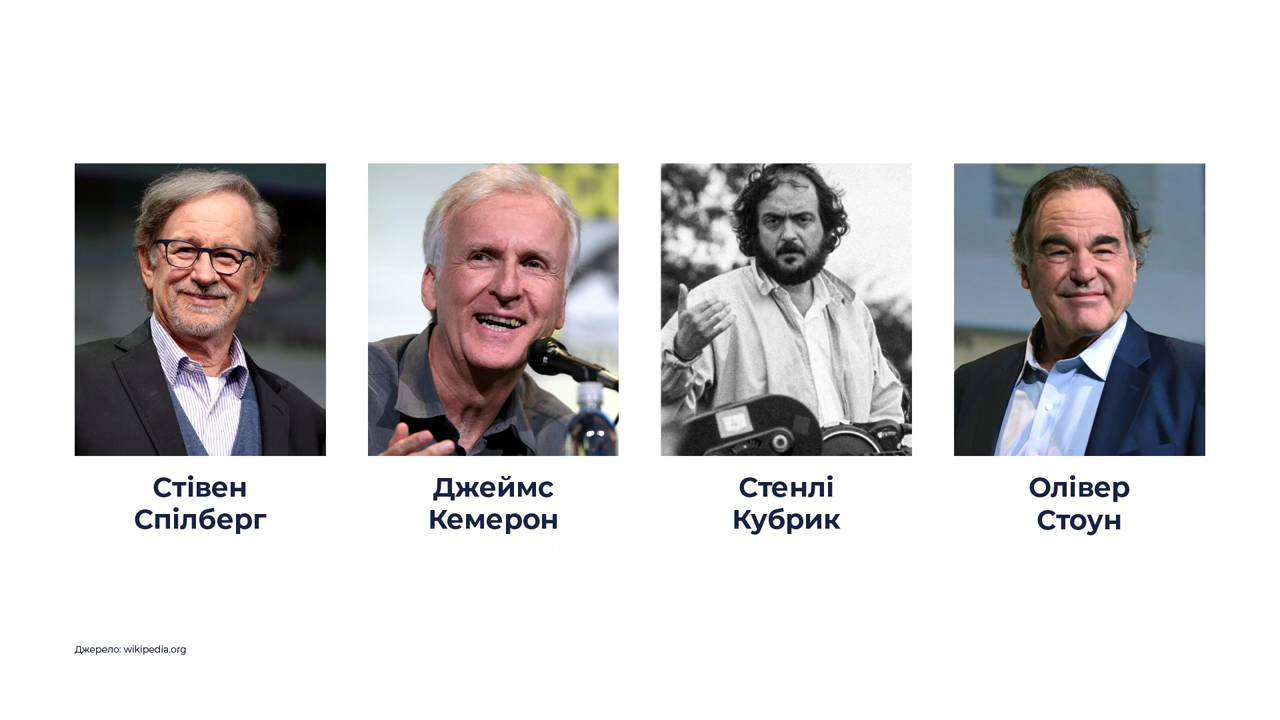 Стівен
Спілберг
Джеймс
Кемерон
Стенлі
Кубрик
Олівер
Стоун
Джерело: wikipedia.org